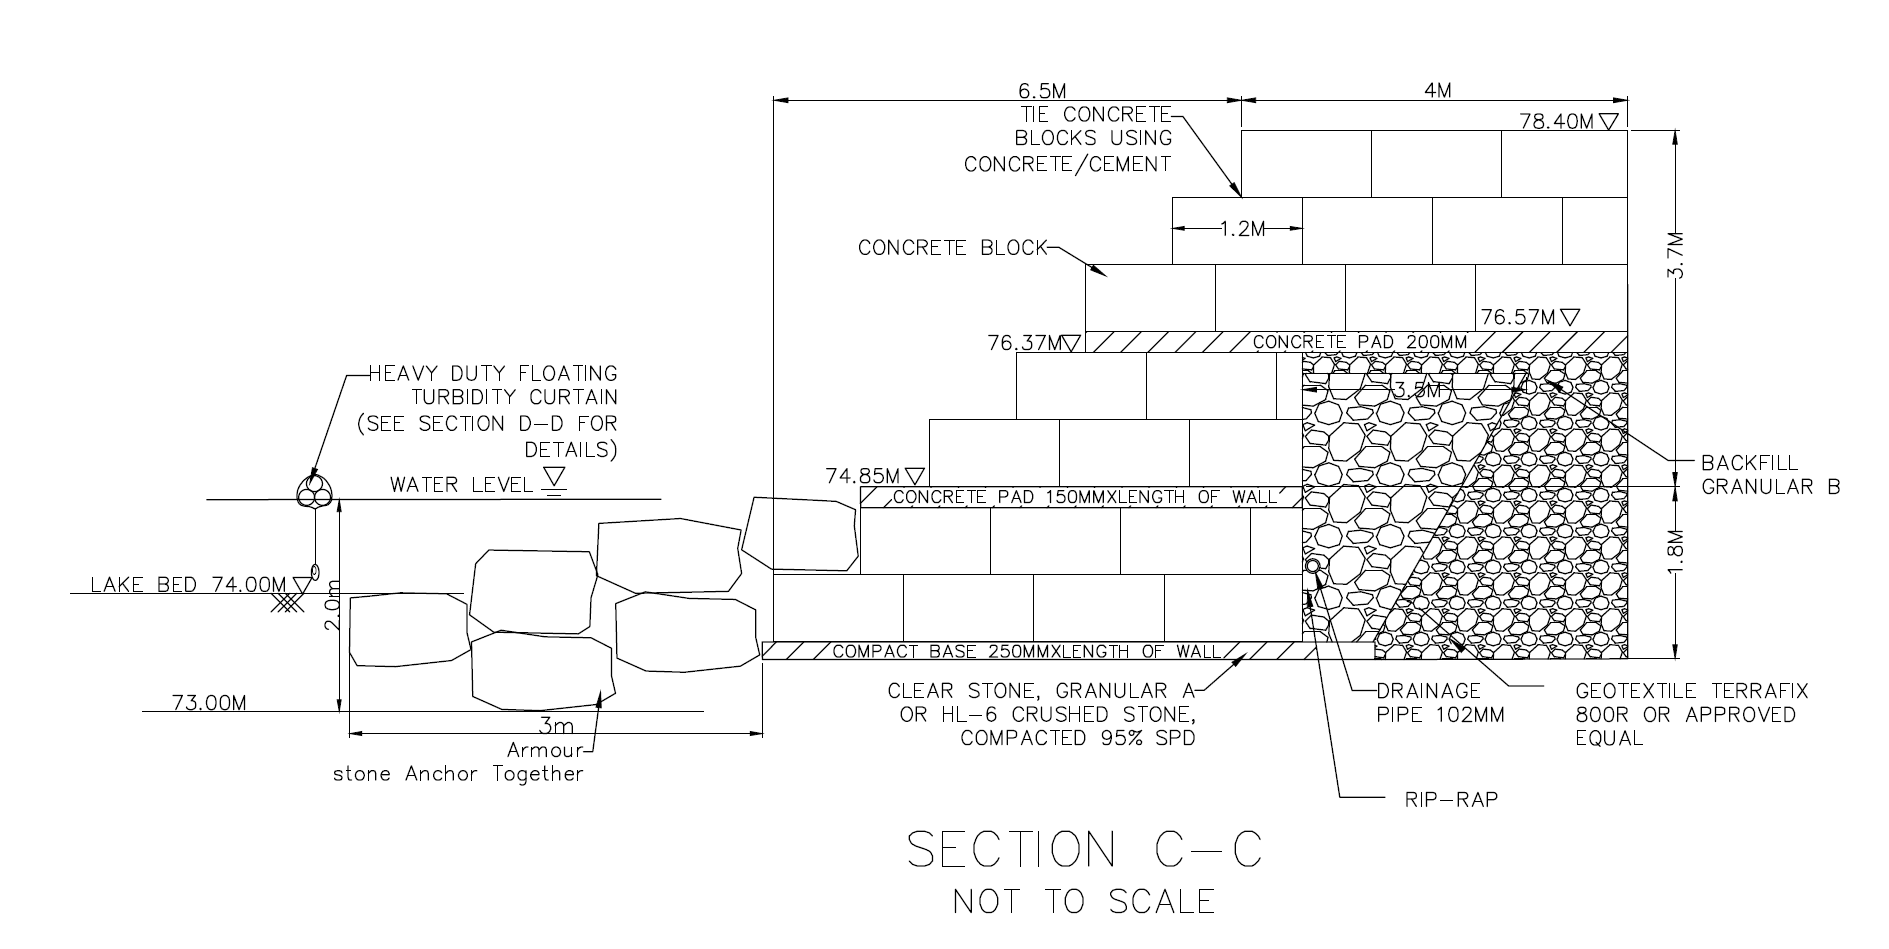 6.5M
4M
TIE CONCRETE
BLOCKS USING
CONCRETE/CEMENT
78.40M
1.2M
CONCRETE BLOCK
3.7M
76.57M
76.37M
CONCRETE PAD 200MM
HEAVY DUTY FLOATING
TURBIDITY CURTAIN
(SEE SECTION D-D FOR
DETAILS)
3.5M
BACKFILL
GRANULAR B
WATER LEVEL
74.85M
CONCRETE PAD 150MMXLENGTH OF WALL
1.8M
LAKE BED 74.00M
2.0m
COMPACT BASE 250MMXLENGTH OF WALL
73.00M
3m
Armour
stone Anchor Together
CLEAR STONE, GRANULAR A
OR HL-6 CRUSHED STONE,
COMPACTED 95% SPD
DRAINAGE
PIPE 102MM
GEOTEXTILE TERRAFIX
800R OR APPROVED
EQUAL
RIP-RAP
SECTION C-C
NOT TO SCALE